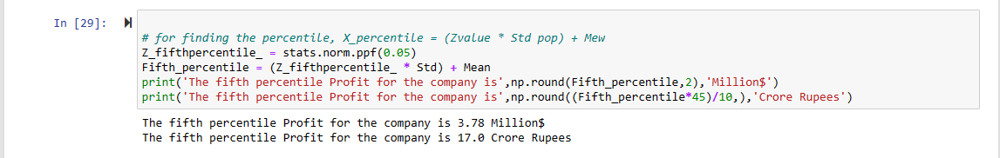 In [29]:
# for finding the percentile, X_percentile = (Zvalue * Std pop) + Mew
Z_fifthpercentile_ = stats.norm.ppf(0.05)
Fifth_percentile = (Z_fifthpercentile_ * Std) + Mean
print('The fifth percentile Profit for the company is',np.round(Fifth_percentile,2),'Million$')
print('The fifth percentile Profit for the company is',np.round((Fifth_percentile*45)/10,),'Crore Rupees')
The fifth percentile Profit for the company is 3.78 Million$
The fifth percentile Profit for the company is 17.0 Crore Rupees